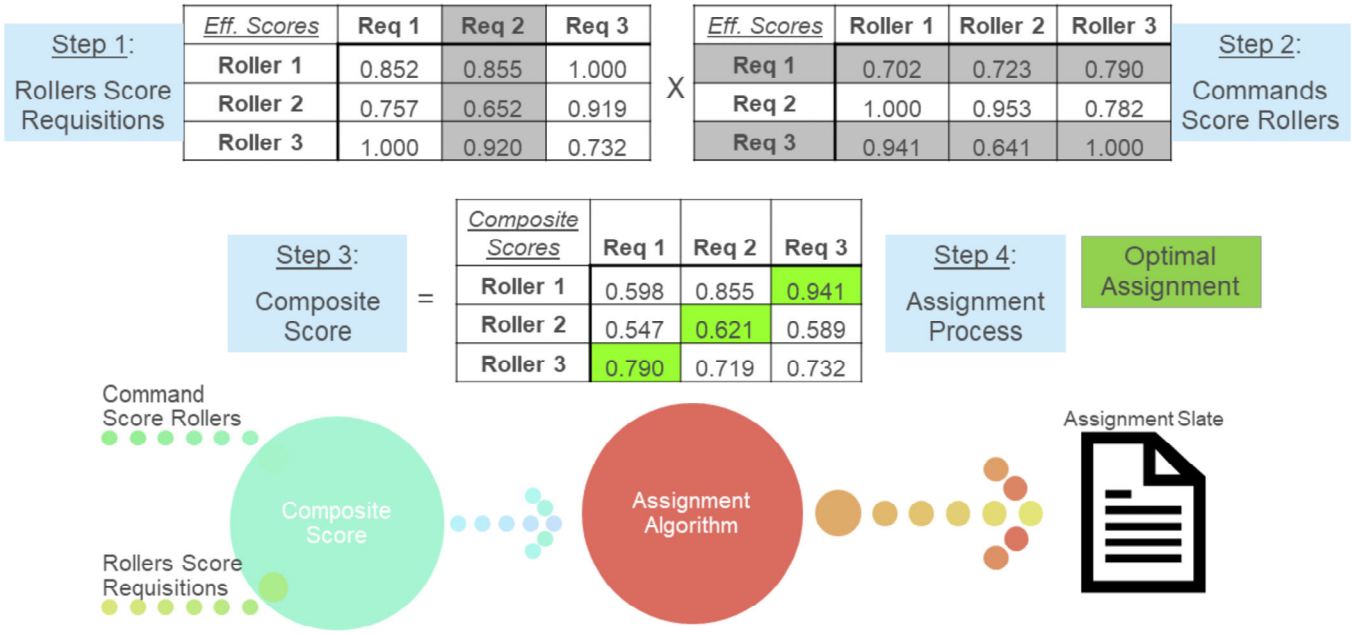 Step 1:
Rollers Score
Requisitions
Eff. Scores Req 1 Req 2 Req 3
Roller 1 0.852 0.855 1.000
Roller 2 0.757 0.652 0.919
Roller 3 1.000 0.920 0.732
X
Eff. Scores Roller 1 Roller 2 Roller 3
Req 1 0.702 0.723 0.790
Req 2 1.000 0.953 0.782
Req 3 0.941 0.641 1.000
Step 2:
Commands
Score Rollers
Step 3:
Composite
Score
=
Composite
Scores Req 1 Req 2 Req 3
Roller 1 0.598 0.855 0.941
Roller 2 0.547 0.621 0.589
Roller 3 0.790 0.719 0.732
Step 4:
Assignment
Process
Optimal
Assignment
Command
Score Rollers
Rollers Score
Requisitions
Composite
Score
Assignment
Algorithm
Assignment Slate